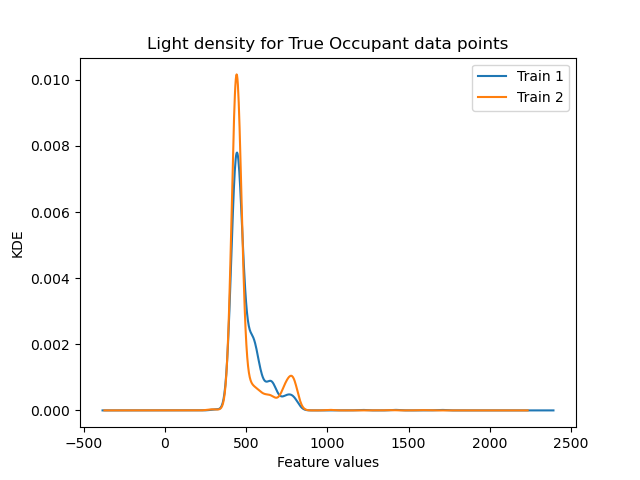 Light density for True Occupant data points
Train 1
Train 2
0.010
0.008
0.006
0.004
0.002
0.000
KDE
−500
0
500
1000
1500
2000
2500
Feature values